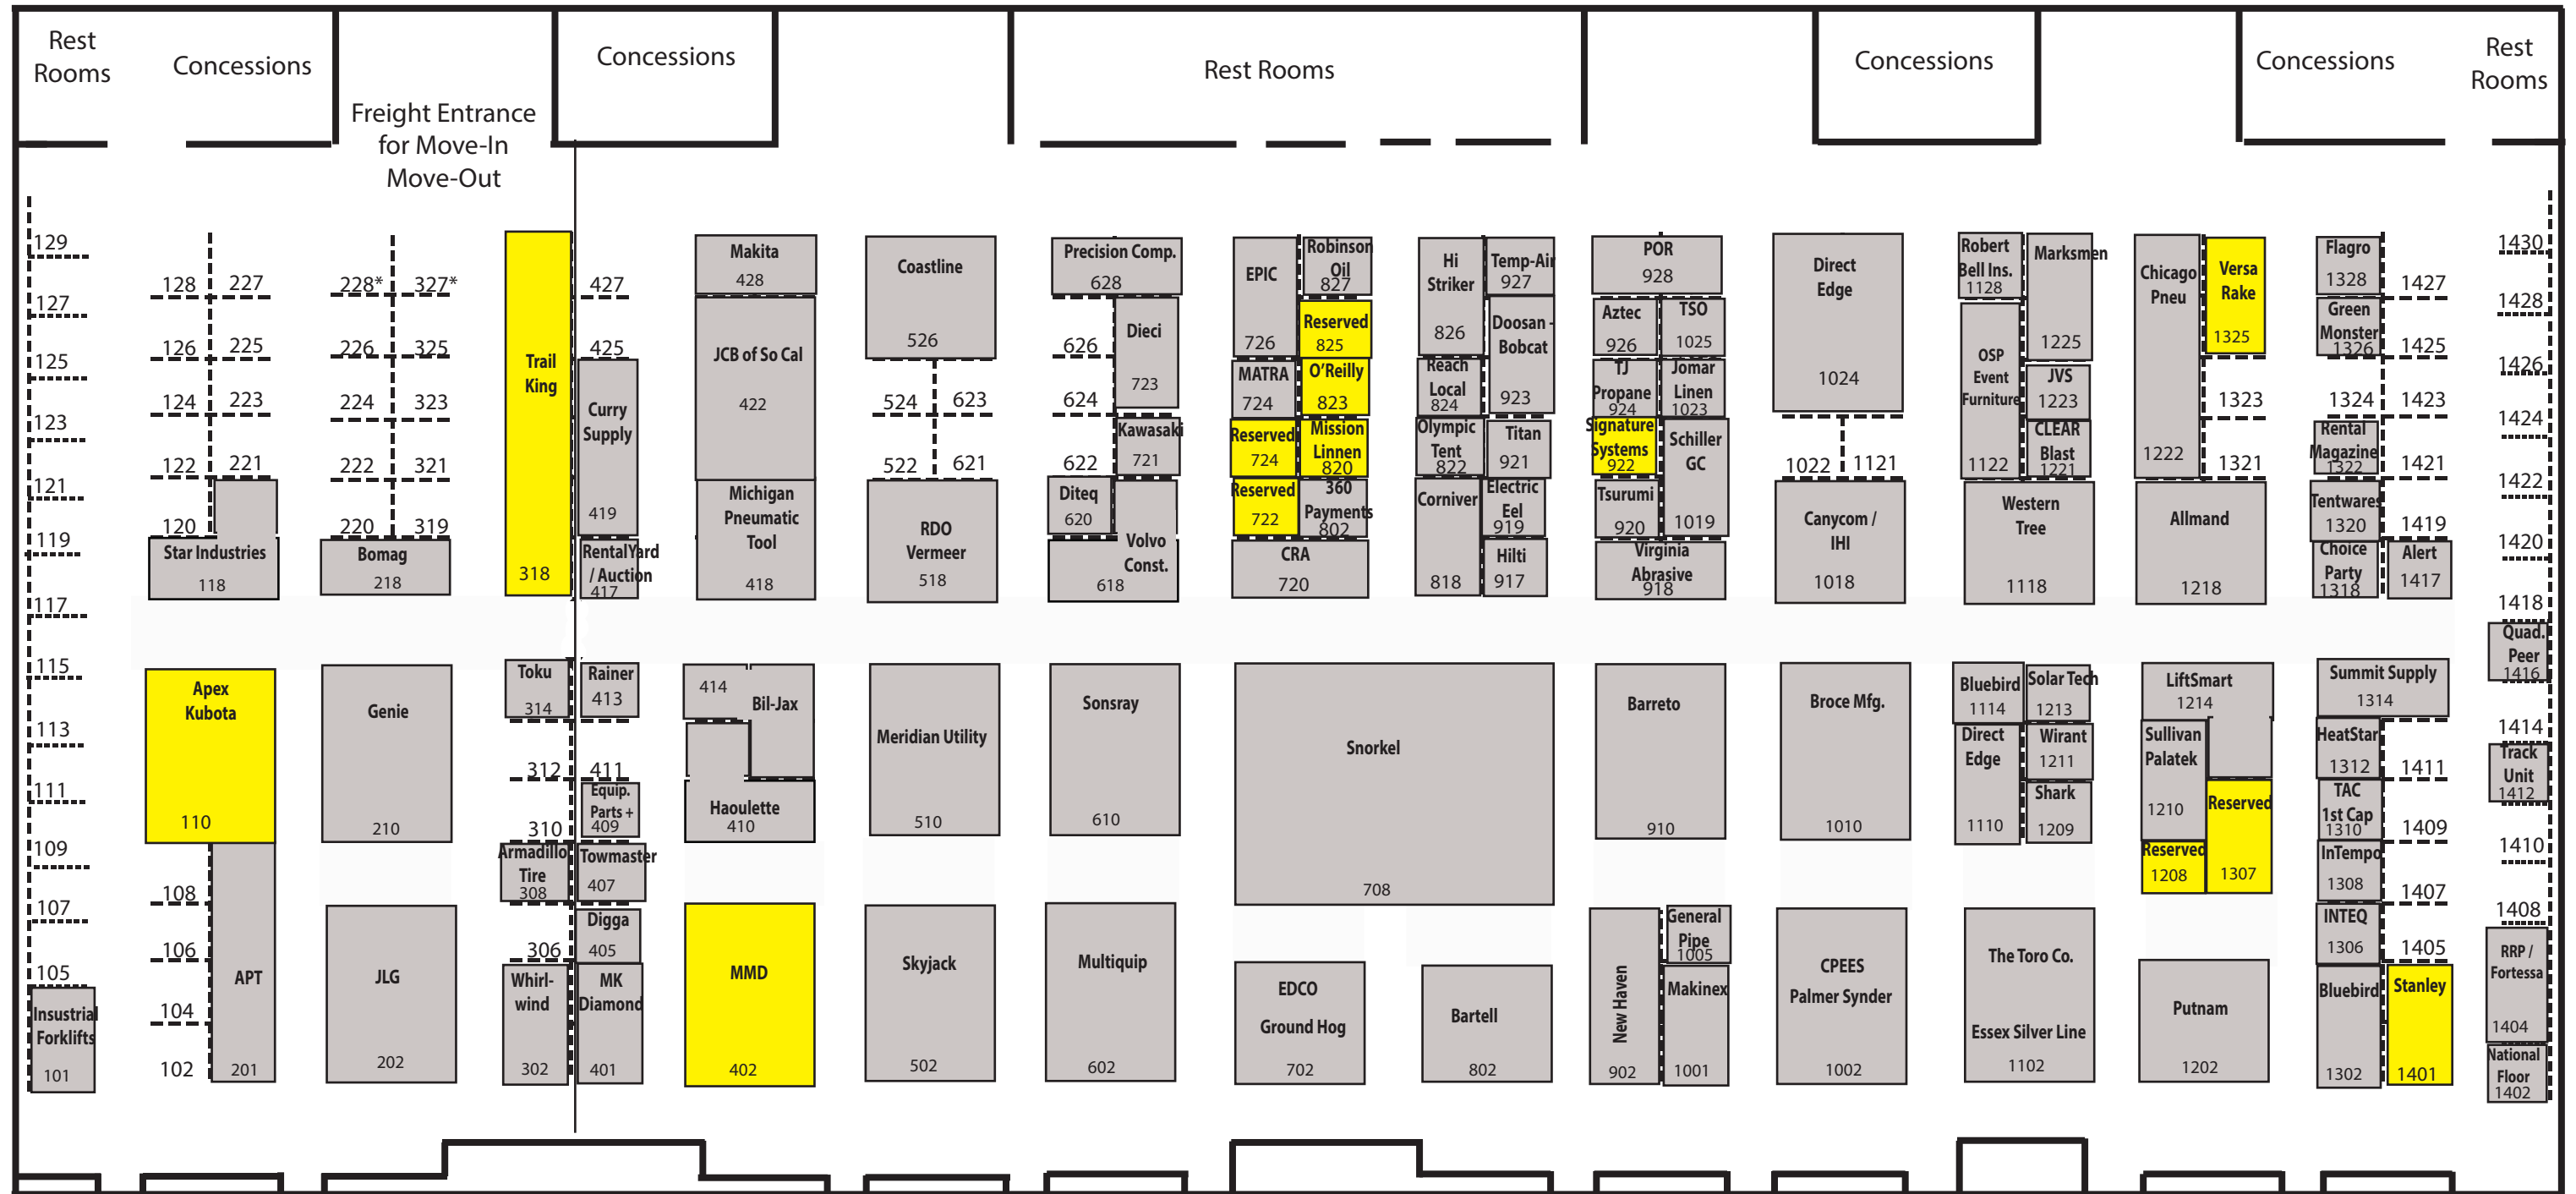 Rest
Rooms
Concessions
Freight Entrance
for Move-In
Move-Out
Concessions
Rest Rooms
Concessions
Concessions
Rest
Rooms
129
127
125
123
121
119
117
115
113
111
109
107
105
Insustrial
Forklifts
101
128
227
126
225
124
223
122
221
120
Star Industries
118
228*
327*
226
325
224
323
222
321
220
319
Bomag
218
Trail
King
318
427
425
Curry
Supply
419
RentalYard
/ Auction
417
Makita
428
JCB of So Cal
422
Michigan
Pneumatic
Tool
418
Coastline
526
524
623
522
621
RDO
Vermeer
518
Precision Comp.
628
626
Dieci
723
624
Kawasaki
721
622
Diteq
620
Volvo
Const.
618
EPIC
726
Robinson
Oil
827
Reserved
825
MATRA
724
O'Reilly
823
Reserved
724
Mission
Linnen
820
Reserved
722
360
Payments
802
CRA
720
Hi
Striker
826
Temp-Air
927
Doosan -
Bobcat
923
Reach
Local
824
Olympic
Tent
822
Titan
921
Corniver
818
Electric
Eel
919
Hilti
917
POR
928
Aztec
926
TSO
1025
TJ
Propane
924
Jomar
Linen
1023
Signature
Systems
922
Schiller
GC
1019
Tsurumi
920
Virginia
Abrasive
918
Direct
Edge
1024
1022
1121
Canycom /
IHI
1018
Robert
Bell Ins.
1128
Marksmen
1225
OSP
Event
Furniture
1122
JVS
1223
CLEAR
Blast
1221
Western
Tree
1118
Chicago
Pneu
1222
Versa
Rake
1325
1323
1321
Allmand
1218
Flagro
1328
1427
Green
Monster
1326
1425
1324
1423
Rental
Magazine
1322
1421
Tentwares
1320
1419
Choice
Party
1318
Alert
1417
1430
1428
1426
1424
1422
1420
1418
Quad.
Peer
1416
1414
Track
Unit
1412
1410
1408
RRP /
Fortessa
1404
National
Floor
1402
Apex
Kubota
110
108
106
104
102
APT
201
Genie
210
JLG
202
Toku
314
Rainer
413
312
411
Equip.
Parts +
409
310
Armadillo
Tire
308
Towmaster
407
Digga
405
306
Whirl-
wind
302
MK
Diamond
401
414
Bil-Jax
Haoulette
410
MMD
402
Meridian Utility
510
Skyjack
502
Sonsray
610
Multiquip
602
Snorkel
708
EDCO
Ground Hog
702
Bartell
802
Barreto
910
New Haven
902
General
Pipe
1005
Makinex
1001
Broce Mfg.
1010
CPEES
Palmer Synder
1002
Bluebird
1114
Solar Tech
1213
Direct
Edge
1110
Wirant
1211
Shark
1209
The Toro Co.
Essex Silver Line
1102
LiftSmart
1214
Sullivan
Palatek
1210
Reserved
1208
Reserved
1307
Putnam
1202
Summit Supply
1314
HeatStar
1312
1411
TAC
1st Cap
1310
1409
InTempo
1308
1407
INTEQ
1306
1405
Bluebird
1302
Stanley
1401